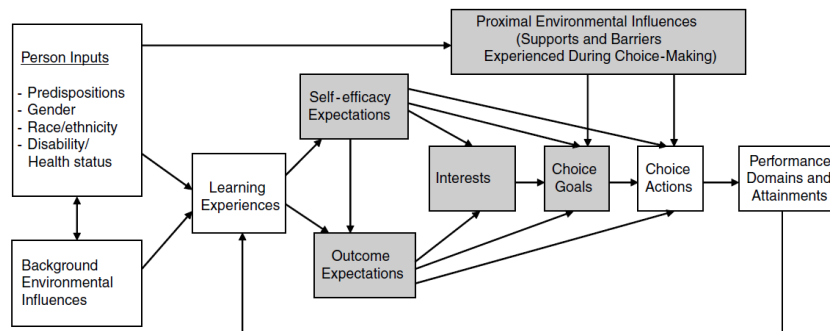 Person Inputs
- Predispositions
- Gender
- Race/ethnicity
- Disability/
Health status
Background
Environmental
Influences
Learning
Experiences
Self-efficacy
Expectations
Outcome
Expectations
Proximal Environmental Influences
(Supports and Barriers
Experienced During Choice-Making)
Interests
Choice
Goals
Choice
Actions
Performance
Domains and
Attainments